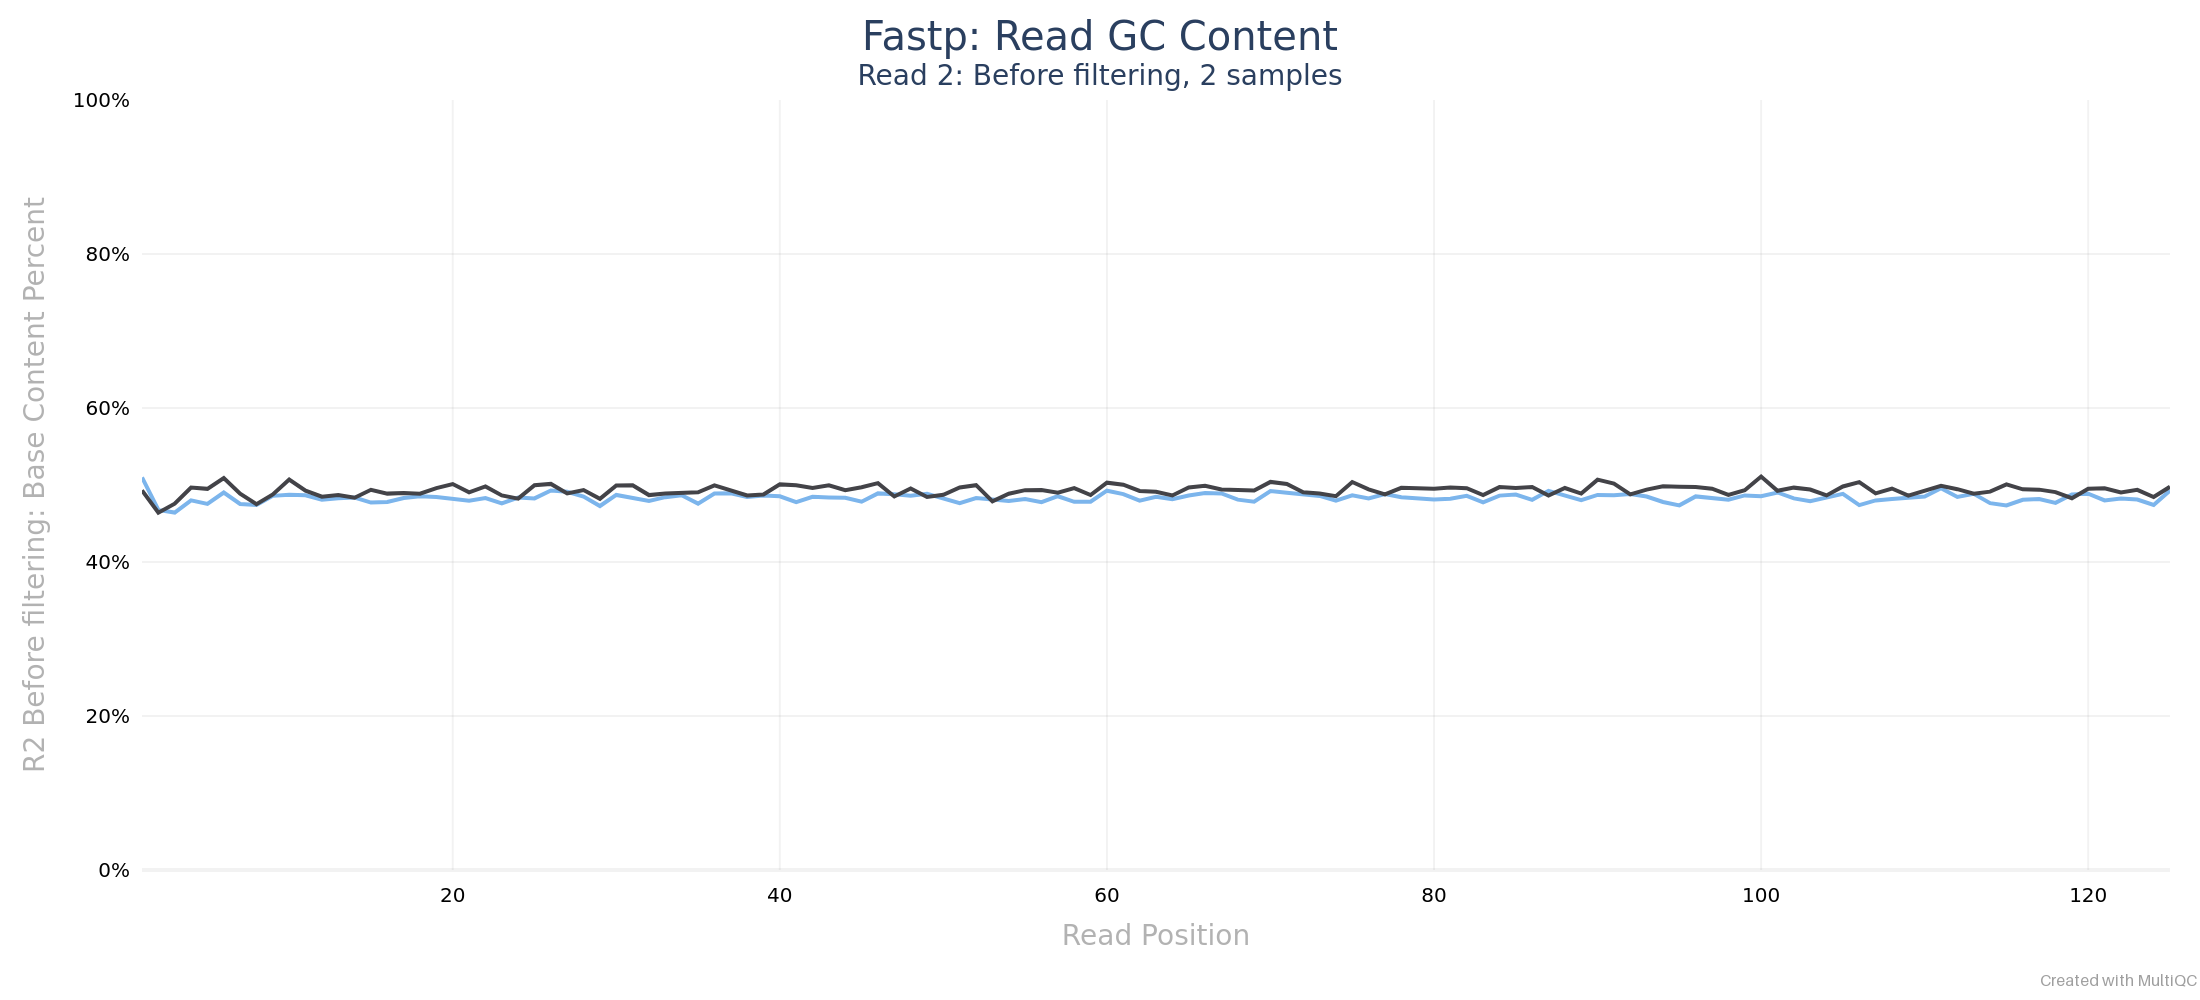 Fastp: Read GC Content
Read 2: Before filtering, 2 samples
R2 Before filtering: Base Content Percent
100%
80%
60%
40%
20%
0%
20 40 60 80 100 120
Read Position
Created with MultiQC